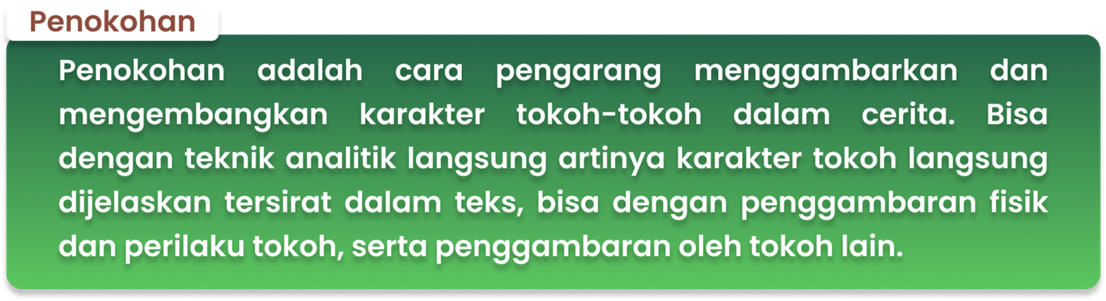 Penokohan
Penokohan adalah cara pengarang menggambarkan dan
mengembangkan karakter tokoh-tokoh dalam cerita. Bisa
dengan teknik analitik langsung artinya karakter tokoh langsung
dijelaskan tersirat dalam teks, bisa dengan penggambaran fisik
dan perilaku tokoh, serta penggambaran oleh tokoh lain.